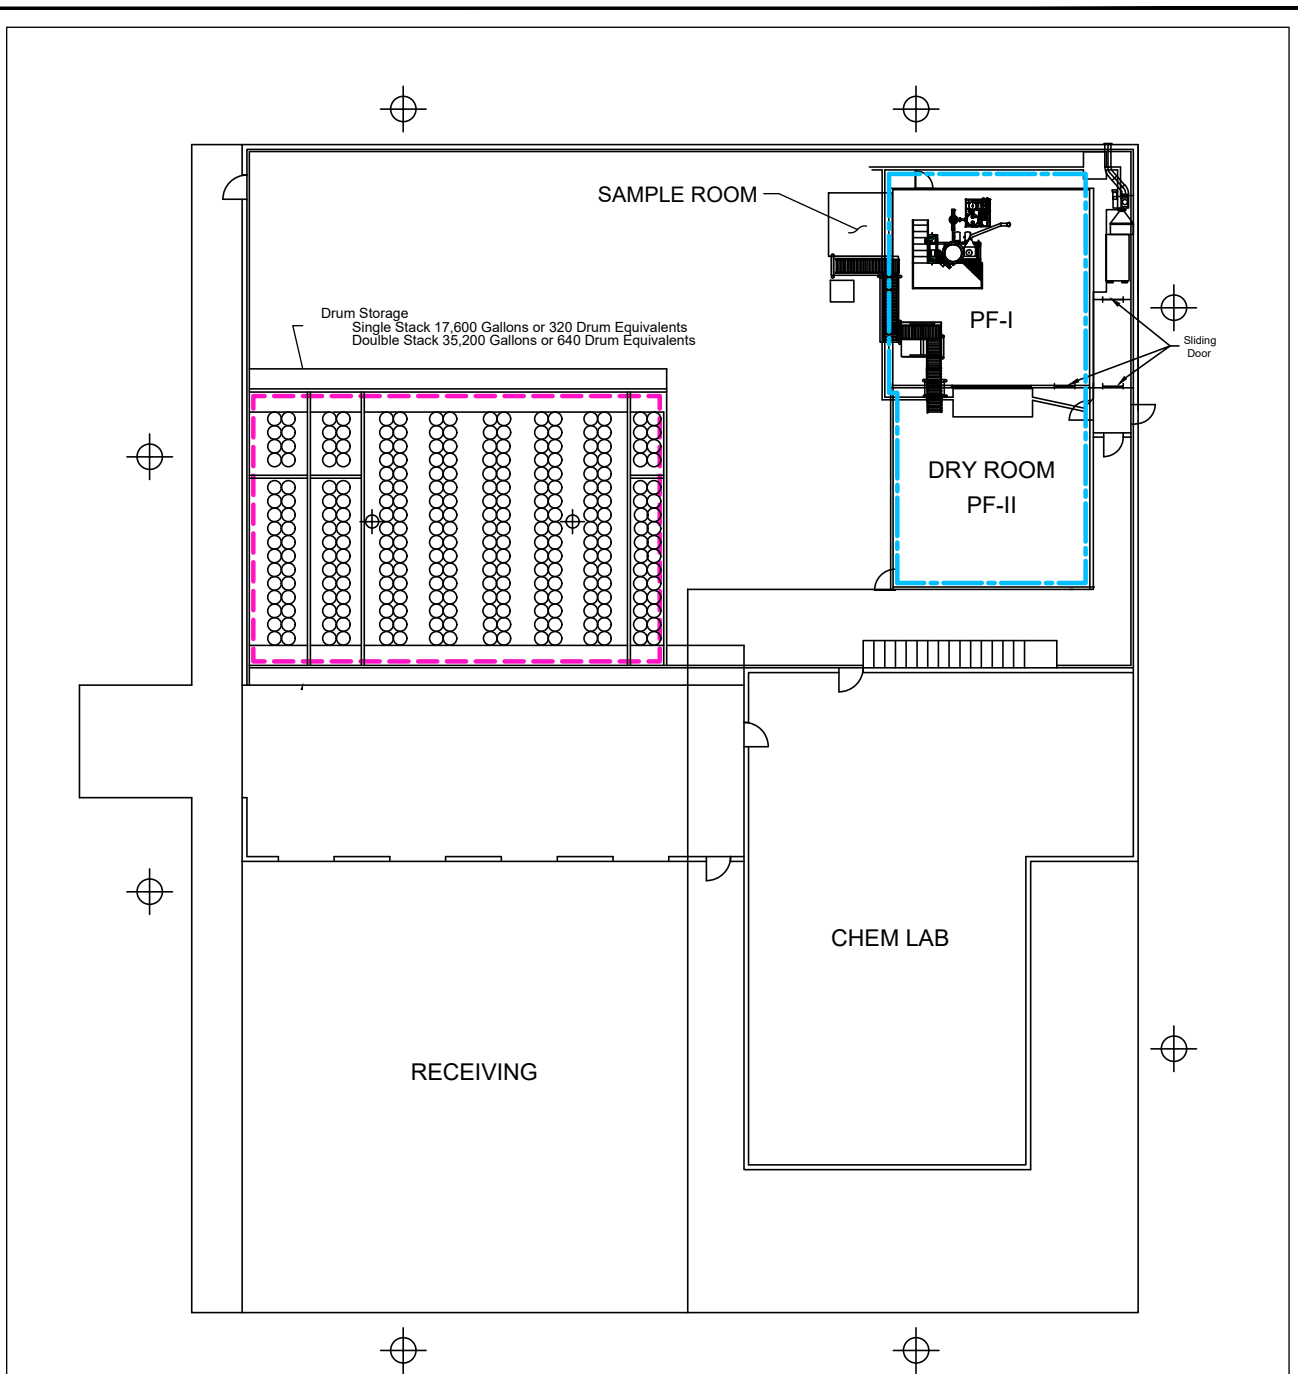 SAMPLE ROOM
Drum Storage
Single Stack 17,600 Gallons or 320 Drum Equivalents
Doulble Stack 35,200 Gallons or 640 Drum Equivalents
PF-I
Sliding
Door
DRY ROOM
PF-II
CHEM LAB
RECEIVING